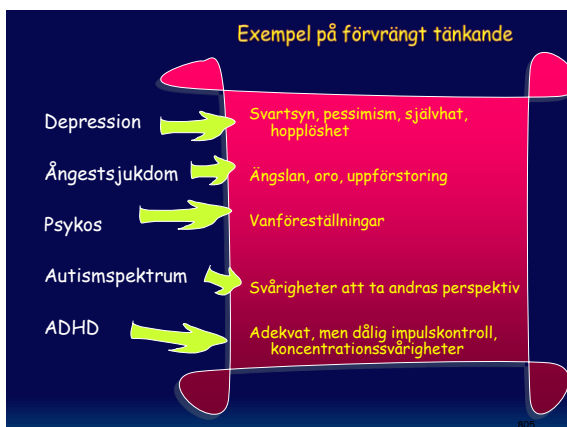 Exempel på förvrängt tänkande
Depression
Svartsyn, pessimism, självhat,
hopplöshet
Ångestsjukdom
Ängslan, oro, uppförstoring
Psykos
Vanföreställningar
Autismspektrum
Svårigheter att ta andras perspektiv
ADHD
Adekvat, men dålig impulskontroll,
koncentrationssvårigheter